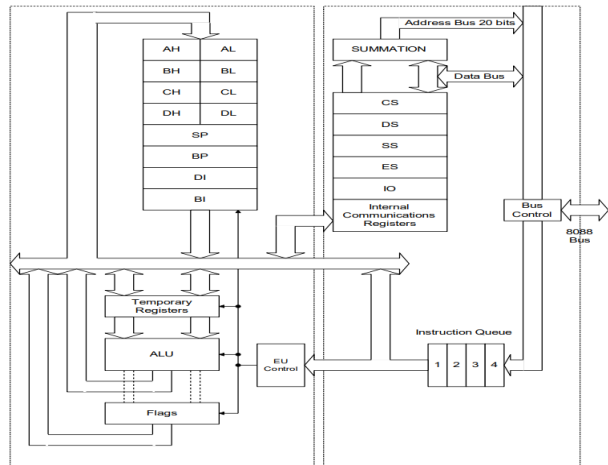 Address Bus 20 bits
AH AL
SUMMATION
BH BL
Data Bus
CH CL
CS
DH DL
DS
SP
SS
BP
ES
DI
IO
BI
Internal
Communications
Registers
Bus
Control
8088
Bus
Temporary
Registers
Instruction Queue
ALU
EU
Control
1 2 3 4
Flags